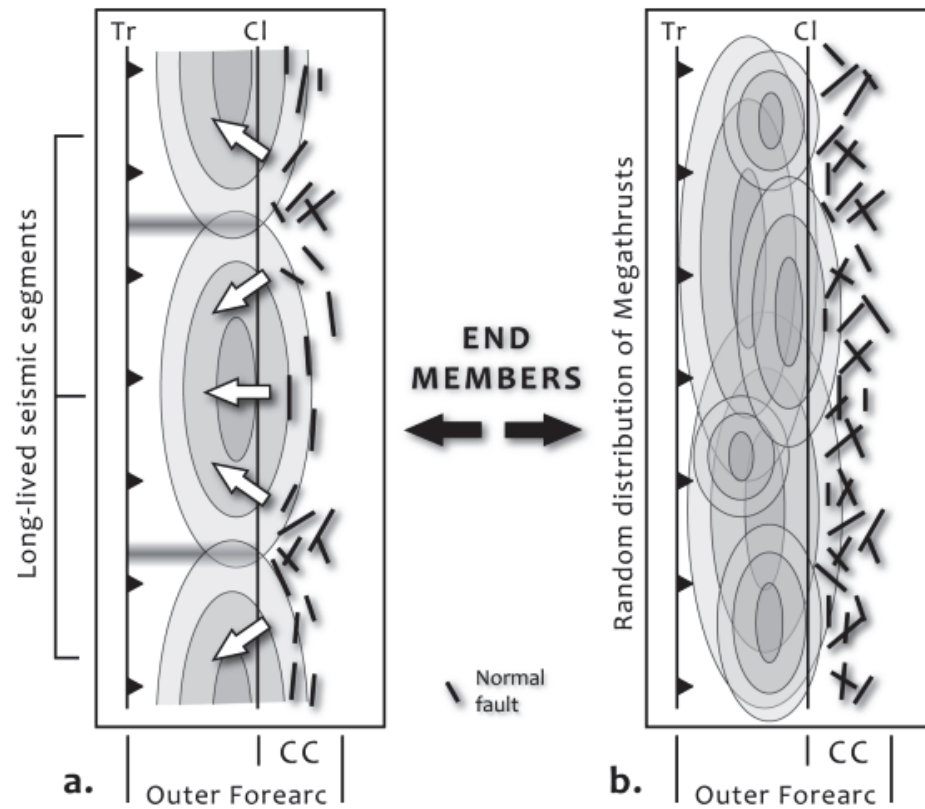 Tr
Cl
Long-lived seismic segments
CC
a.
Outer Forearc
END
MEMBERS
Normal
fault
Tr
Cl
Random distribution of Megathrusts
CC
b.
Outer Forearc